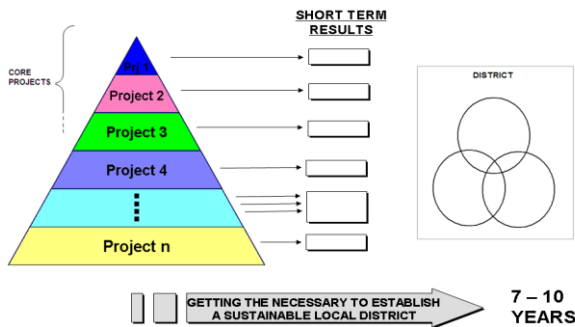 SHORT TERM
RESULTS
CORE
PROJECTS
Prj 1
Project 2
Project 3
Project 4
Project n
DISTRICT
GETTING THE NECESSARY TO ESTABLISH
A SUSTAINABLE LOCAL DISTRICT
7 – 10
YEARS